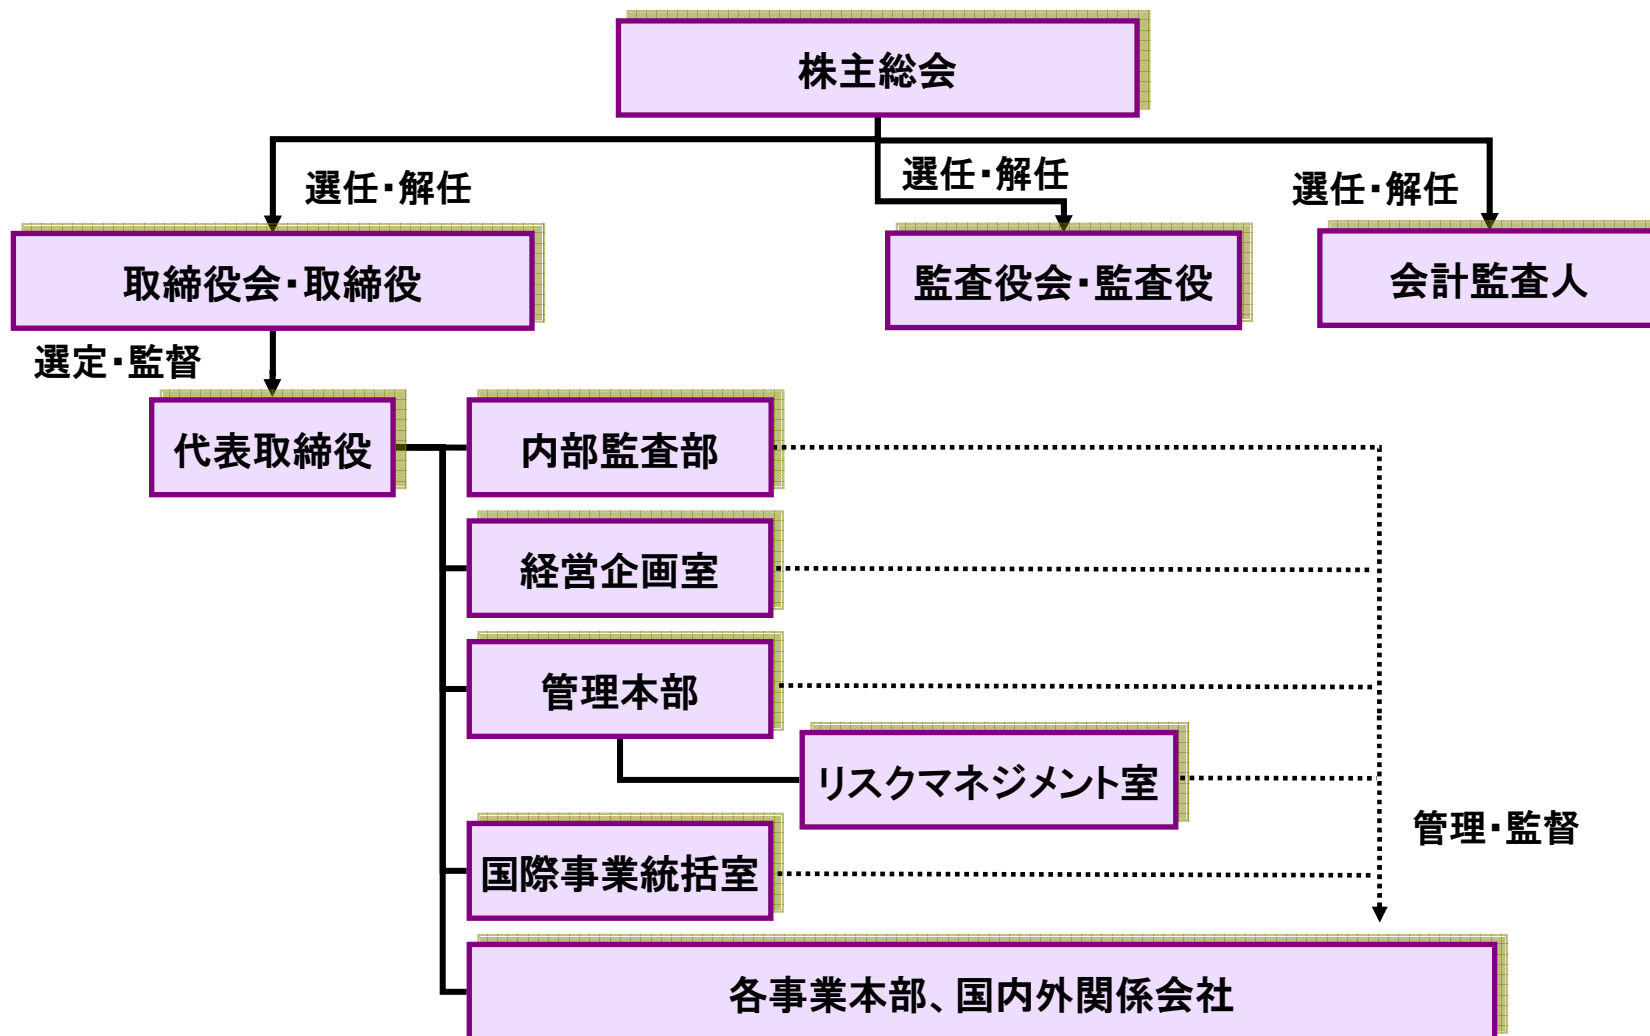 株主総会
選任・解任
選任・解任
選任・解任
取締役会・取締役
監査役会・監査役
会計監査人
選定・監督
代表取締役
内部監査部
経営企画室
管理本部
リスクマネジメント室
管理・監督
国際事業統括室
各事業本部、国内外関係会社